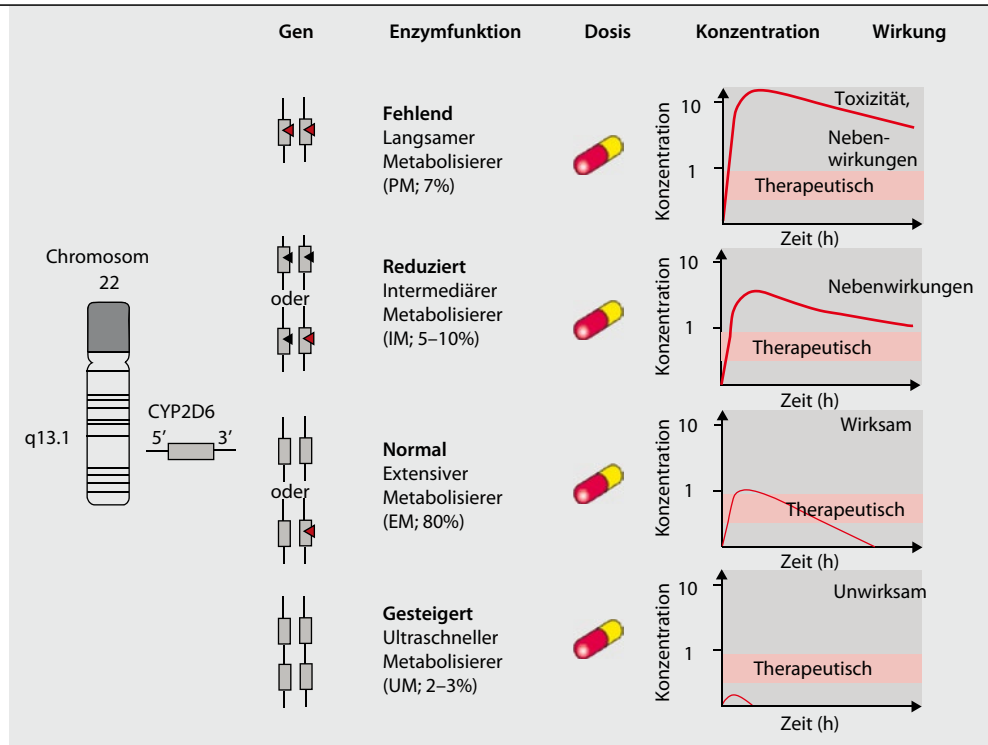 Gen Enzymfunktion Dosis Konzentration Wirkung
Fehlend
Langsamer
Metabolisierer
(PM; 7%)
Konzentration
10
1
Toxizität,
Neben-
wirkungen
Therapeutisch
Zeit (h)
Chromosom
22
q13.1
CYP2D6
5′ 3′
oder
Reduziert
Intermediärer
Metabolisierer
(IM; 5–10%)
Konzentration
10
1
Nebenwirkungen
Therapeutisch
Zeit (h)
oder
Normal
Extensiver
Metabolisierer
(EM; 80%)
Konzentration
10
1
Wirksam
Therapeutisch
Zeit (h)
Gesteigert
Ultraschneller
Metabolisierer
(UM; 2–3%)
Konzentration
10
1
Unwirksam
Therapeutisch
Zeit (h)